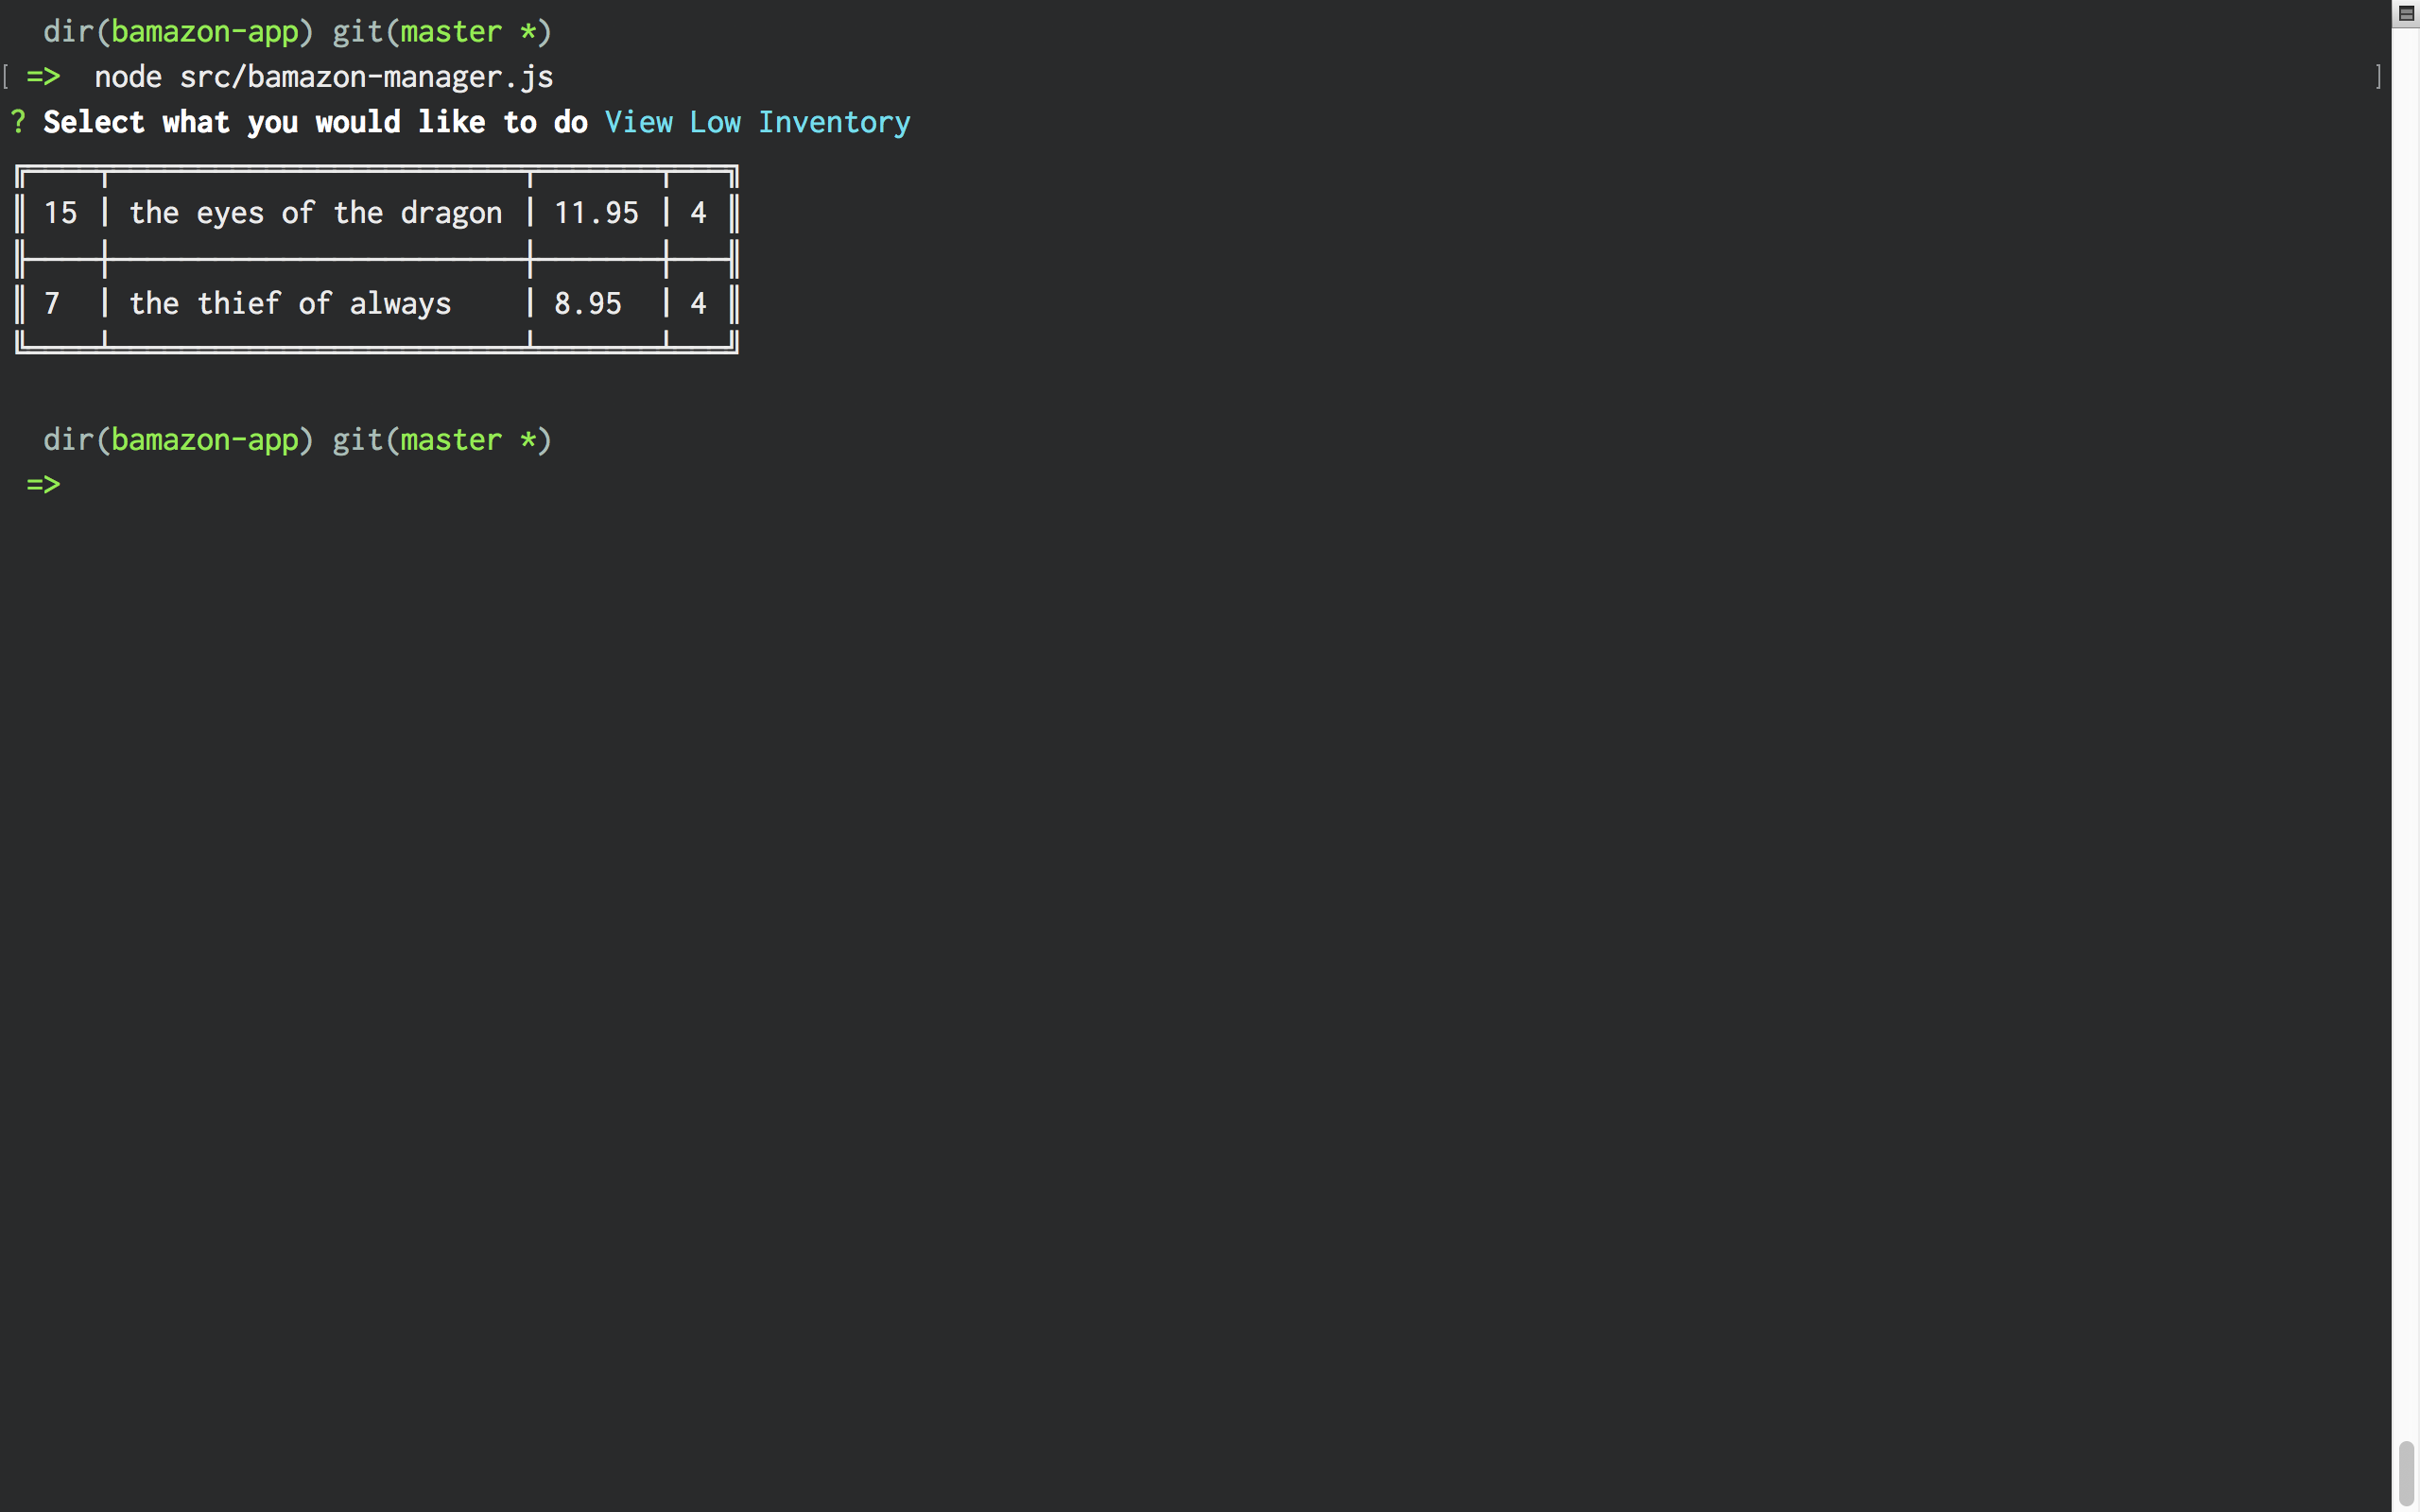 dir(bamazon-app) git(master *)
[ =>  node src/bamazon-manager.js ]
? Select what you would like to do View Low Inventory
15 | the eyes of the dragon | 11.95 | 4
7 | the thief of always | 8.95 | 4
dir(bamazon-app) git(master *)
=>